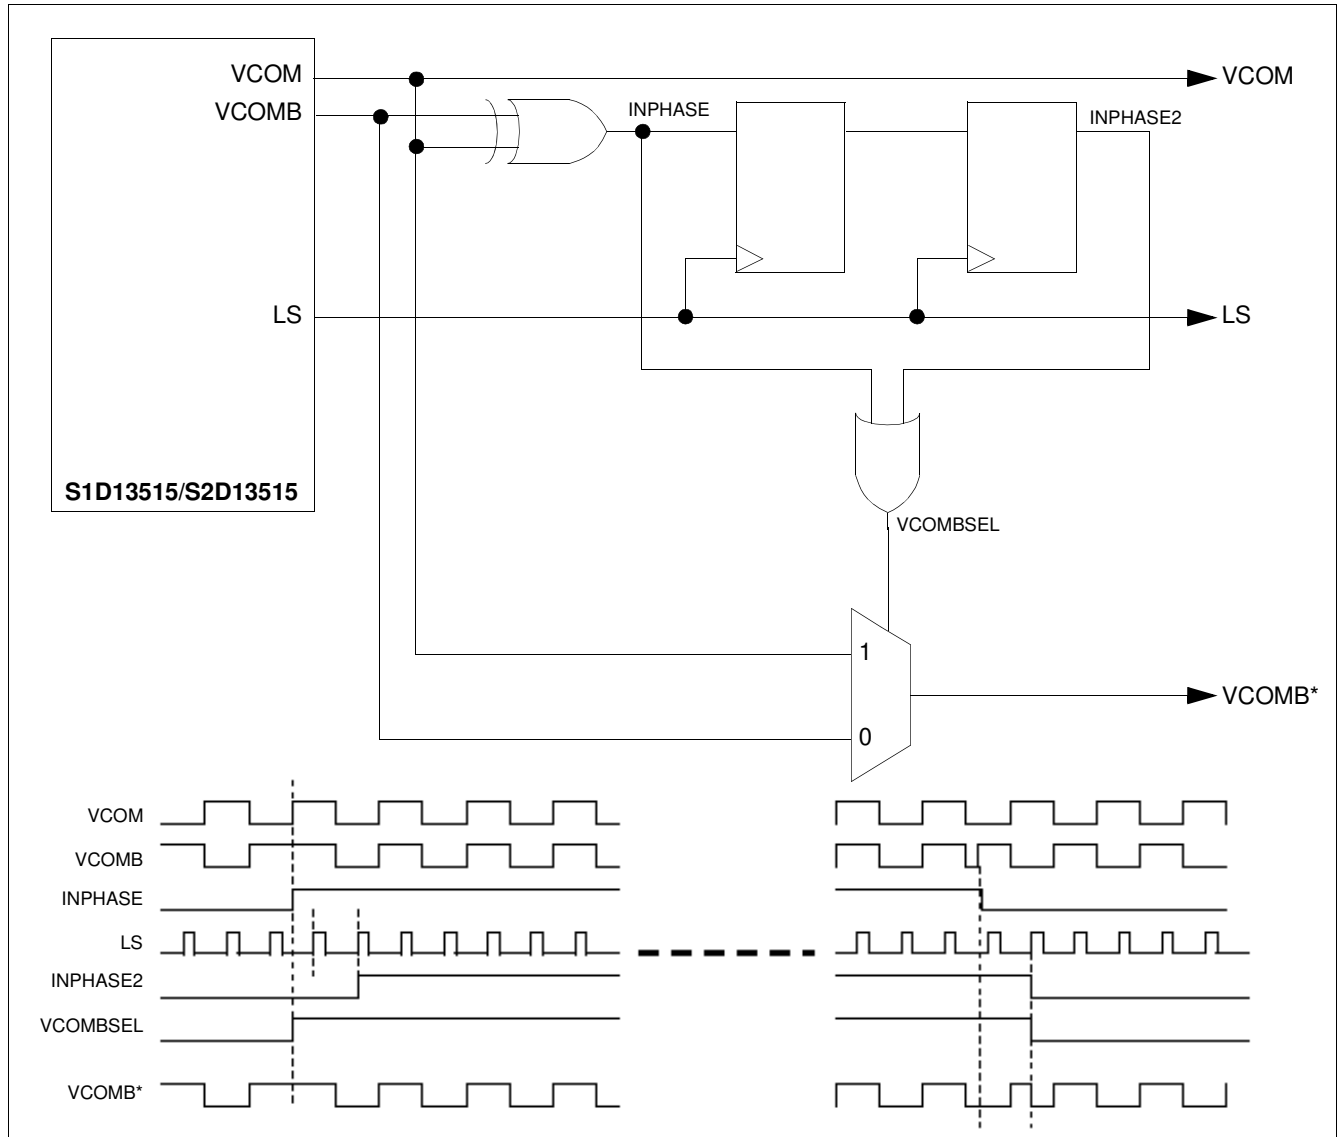 VCOM
VCOM
VCOMB
INPHASE
INPHASE2
LS
LS
S1D13515/S2D13515
VCOMBSEL
1
VCOMB*
0
VCOM
VCOMB
INPHASE
LS
INPHASE2
VCOMBSEL
VCOMB*